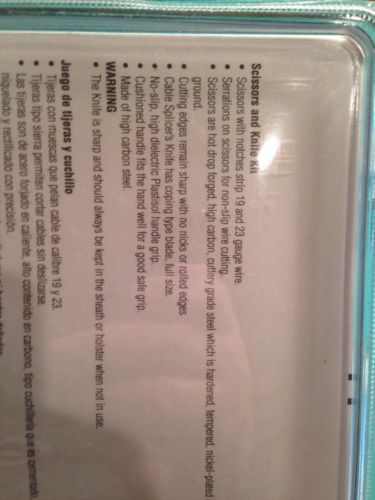 Scissors and Knife Kit
• Scissors with notches strip 19 and 23 gauge wire.
• Serrations on scissors for non-slip wire cutting.
• Scissors are hot drop forged, high carbon, cutlery grade steel which is hardened, tempered, nickel-plated
ground.
• Cutting edges remain sharp with no nicks or rolled edges
• Cable Splicer's Knife has coping type blade, full size.
• No-slip, high dielectric Plastisol handle grip.
• Cushioned handle fits the hand well for a good safe grip.
• Made of high carbon steel.
WARNING
• The Knife is sharp and should always be kept in the sheath or holster when not in use.
Juego de tijeras y cuchillo
• Tijeras con muescas que pelan cable de calibre 19 y 23.
• Tijeras tipo sierra permiten cortar cables sin deslizarse.
• Las tijeras son de acero forjado en caliente, alto contenido en carbono, tipo cuchillería que es cementado,
niquelado y rectificado con precisión.